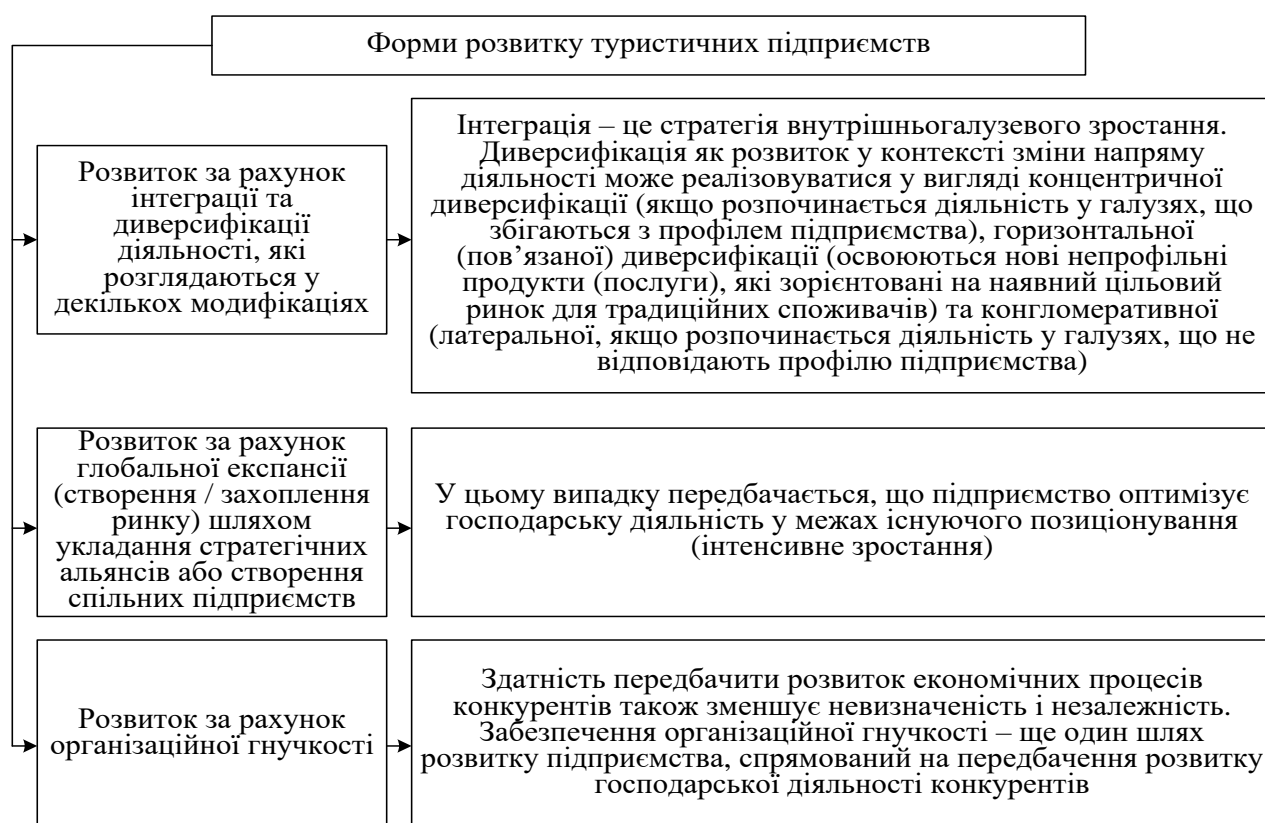 Форми розвитку туристичних підприємств
Розвиток за рахунок
інтеграції та
диверсифікації
діяльності, які
розглядаються у
декількох модифікаціях
Інтеграція – це стратегія внутрішньогалузевого зростання.
Диверсифікація як розвиток у контексті зміни напряму
діяльності може реалізовуватися у вигляді концентричної
диверсифікації (якщо розпочинається діяльність у галузях, що
збігаються з профілем підприємства), горизонтальної
(пов’язаної) диверсифікації (освоюються нові непрофільні
продукти (послуги), які зорієнтовані на наявний цільовий
ринок для традиційних споживачів) та конгломеративної
(латеральної, якщо розпочинається діяльність у галузях, що не
відповідають профілю підприємства)
Розвиток за рахунок
глобальної експансії
(створення / захоплення
ринку) шляхом
укладання стратегічних
альянсів або створення
спільних підприємств
У цьому випадку передбачається, що підприємство оптимізує
господарську діяльність у межах існуючого позиціонування
(інтенсивне зростання)
Розвиток за рахунок
організаційної гнучкості
Здатність передбачити розвиток економічних процесів
конкурентів також зменшує невизначеність і незалежність.
Забезпечення організаційної гнучкості – ще один шлях
розвитку підприємства, спрямований на передбачення розвитку
господарської діяльності конкурентів